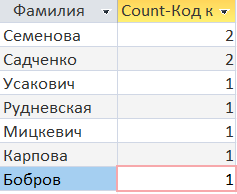 Фамилия Count-Код к
Семенова 2
Садченко 2
Усакович 1
Рудневская 1
Мицкевич 1
Карпова 1
Бобров 1